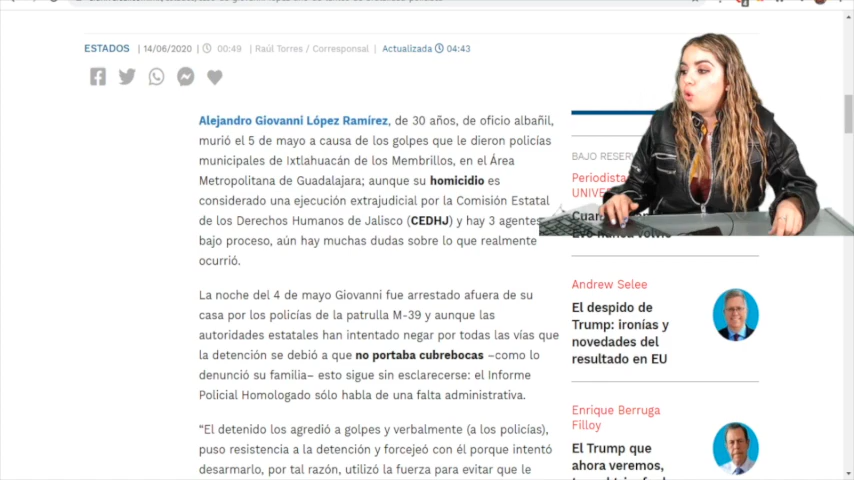 ESTADOS | 14/06/2020 | 00:49 | Raúl Torres / Corresponsal | Actualizada 04:43
Alejandro Giovanni López Ramírez, de 30 años, de oficio albañil,
murió el 5 de mayo a causa de los golpes que le dieron policías
municipales de Ixtlahuacán de los Membrillos, en el Área
Metropolitana de Guadalajara; aunque su homicidio es
considerado una ejecución extrajudicial por la Comisión Estatal
de los Derechos Humanos de Jalisco (CEDHJ) y hay 3 agentes
bajo proceso, aún hay muchas dudas sobre lo que realmente
ocurrió.
La noche del 4 de mayo Giovanni fue arrestado afuera de su
casa por los policías de la patrulla M-39 y aunque las
autoridades estatales han intentado negar por todas las vías que
la detención se debió a que no portaba cubrebocas –como lo
denunció su familia– esto sigue sin esclarecerse: el Informe
Policial Homologado sólo habla de una falta administrativa.
“El detenido los agredió a golpes y verbalmente (a los policías),
puso resistencia a la detención y forcejeó con él porque intentó
desarmarlo, por tal razón, utilizó la fuerza para evitar que le
BAJO RESER
Periodista
UNIVE
Andrew Selee
El despido de
Trump: ironías y
novedades del
resultado en EU
Enrique Berruga
Filloy
El Trump que
ahora veremos,